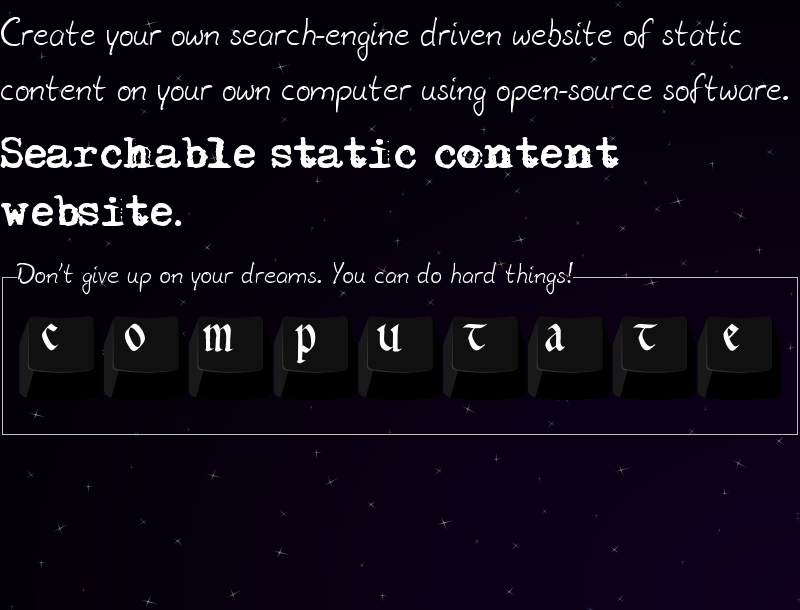 Create your own search-engine driven website of static
content on your own computer using open-source software.
Searchable static content
website.
Don't give up on your dreams. You can do hard things!
c o m p u t a t e